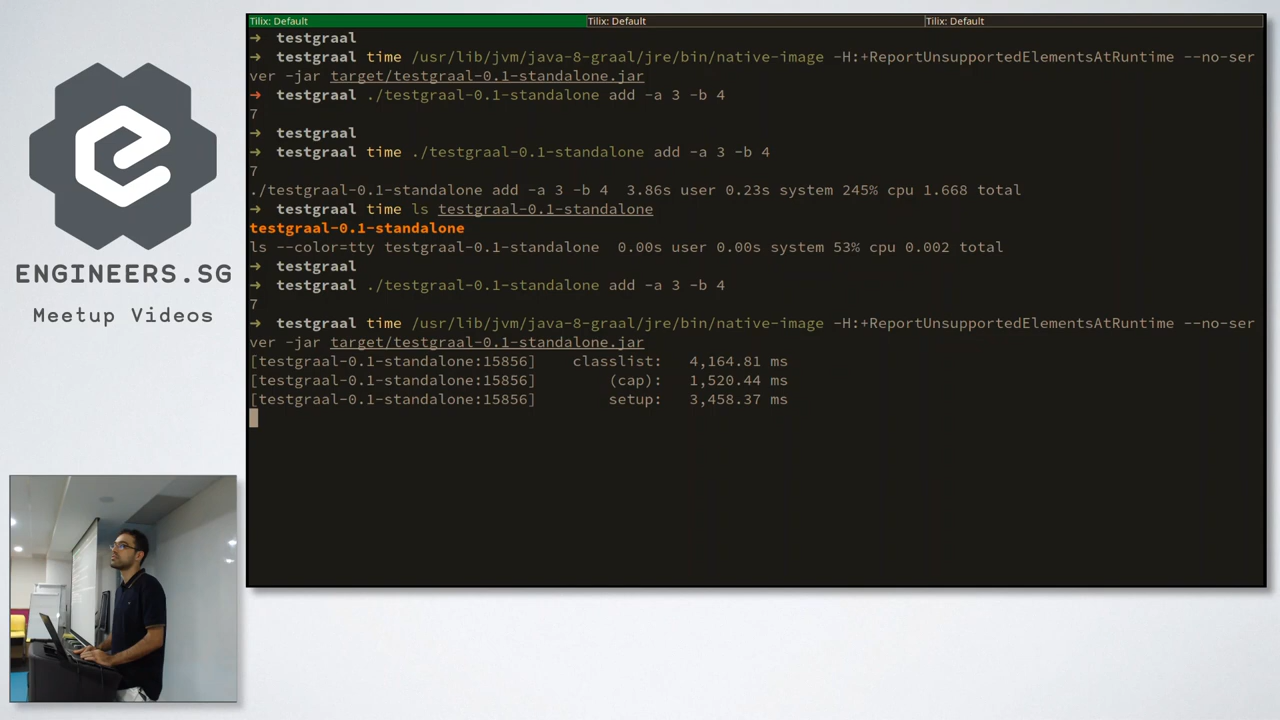 Tilix: Default
Tilix: Default
Tilix: Default
➜ testgraal
➜ testgraal time /usr/lib/jvm/java-8-graal/jre/bin/native-image -H:+ReportUnsupportedElementsAtRuntime --no-ser
ver -jar target/testgraal-0.1-standalone.jar
➜ testgraal ./testgraal-0.1-standalone add -a 3 -b 4
7
➜ testgraal
➜ testgraal time ./testgraal-0.1-standalone add -a 3 -b 4
7
./testgraal-0.1-standalone add -a 3 -b 4  3.86s user 0.23s system 245% cpu 1.668 total
➜ testgraal time ls testgraal-0.1-standalone
testgraal-0.1-standalone
ls --color=tty testgraal-0.1-standalone  0.00s user 0.00s system 53% cpu 0.002 total
➜ testgraal
➜ testgraal ./testgraal-0.1-standalone add -a 3 -b 4
7
➜ testgraal time /usr/lib/jvm/java-8-graal/jre/bin/native-image -H:+ReportUnsupportedElementsAtRuntime --no-ser
ver -jar target/testgraal-0.1-standalone.jar
[testgraal-0.1-standalone:15856]    classlist:   4,164.81 ms
[testgraal-0.1-standalone:15856]        (cap):   1,520.44 ms
[testgraal-0.1-standalone:15856]        setup:   3,458.37 ms
ENGINEERS.SG
Meetup Videos